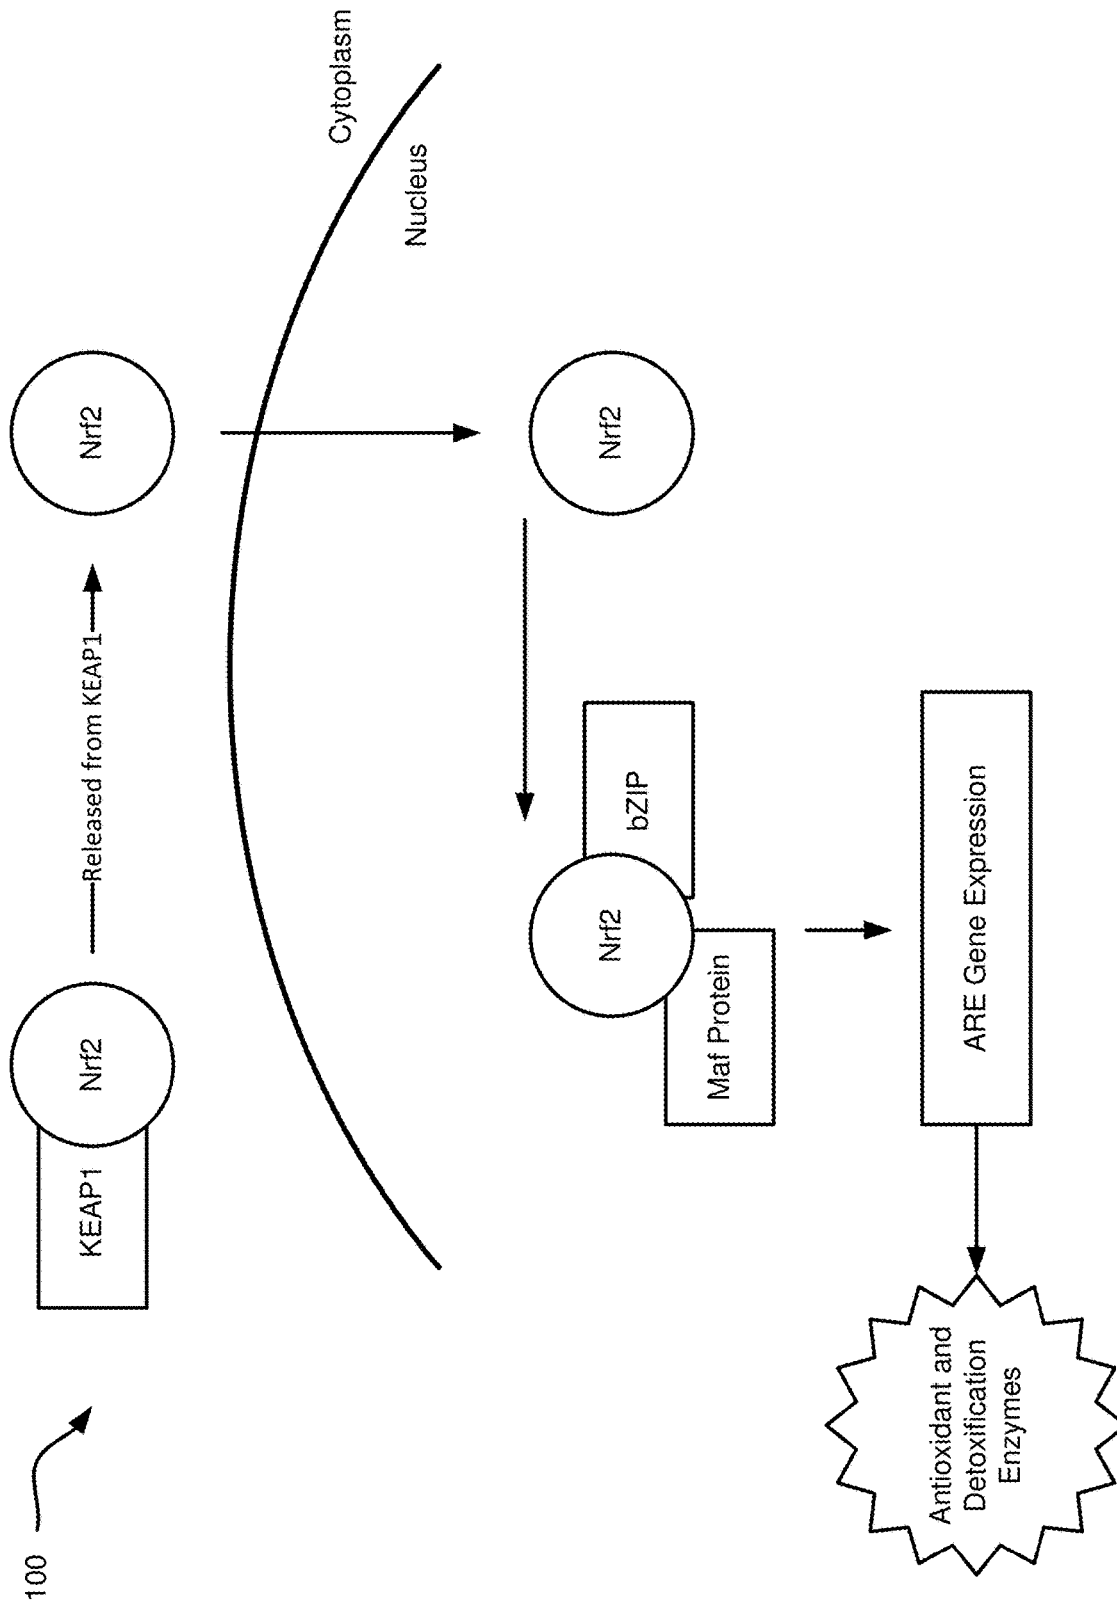 100
KEAP1
Nrf2
Released from KEAP1
Nrf2
Cytoplasm
Nucleus
Nrf2
Nrf2
bZIP
Maf Protein
ARE Gene Expression
Antioxidant and
Detoxification
Enzymes